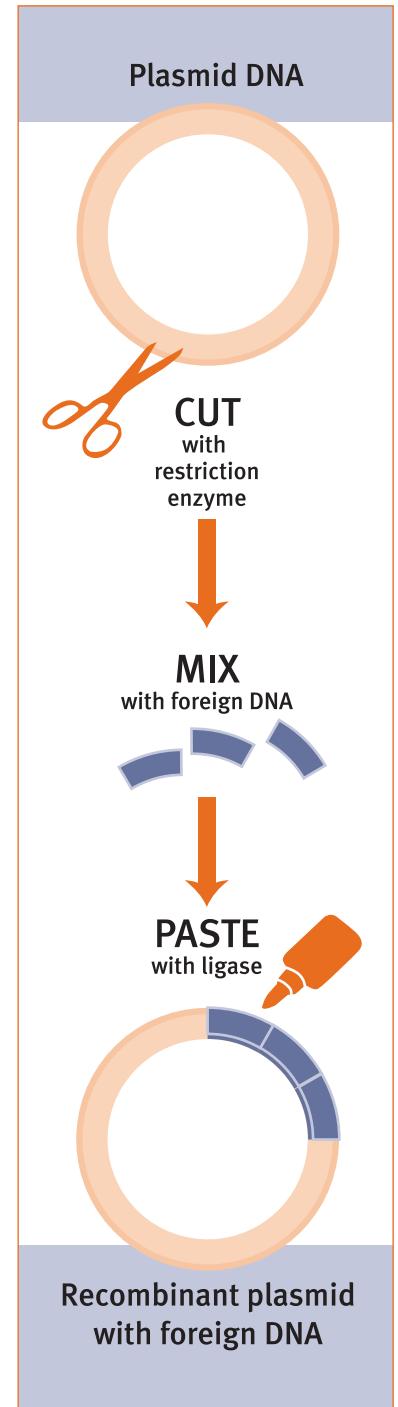 Plasmid DNA
CUT
with
restriction
enzyme
MIX
with foreign DNA
PASTE
with ligase
Recombinant plasmid
with foreign DNA